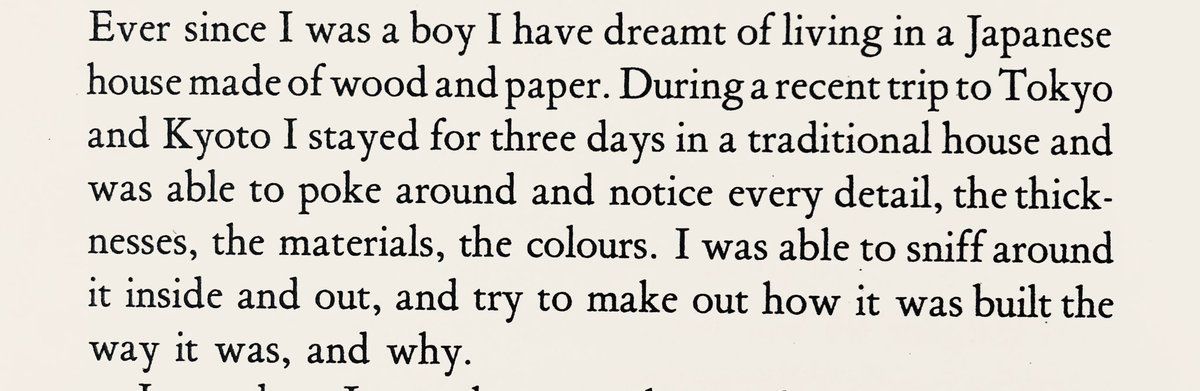 Ever since I was a boy I have dreamt of living in a Japanese
house made of wood and paper. During a recent trip to Tokyo
and Kyoto I stayed for three days in a traditional house and
was able to poke around and notice every detail, the thick-
nesses, the materials, the colours. I was able to sniff around
it inside and out, and try to make out how it was built the
way it was, and why.